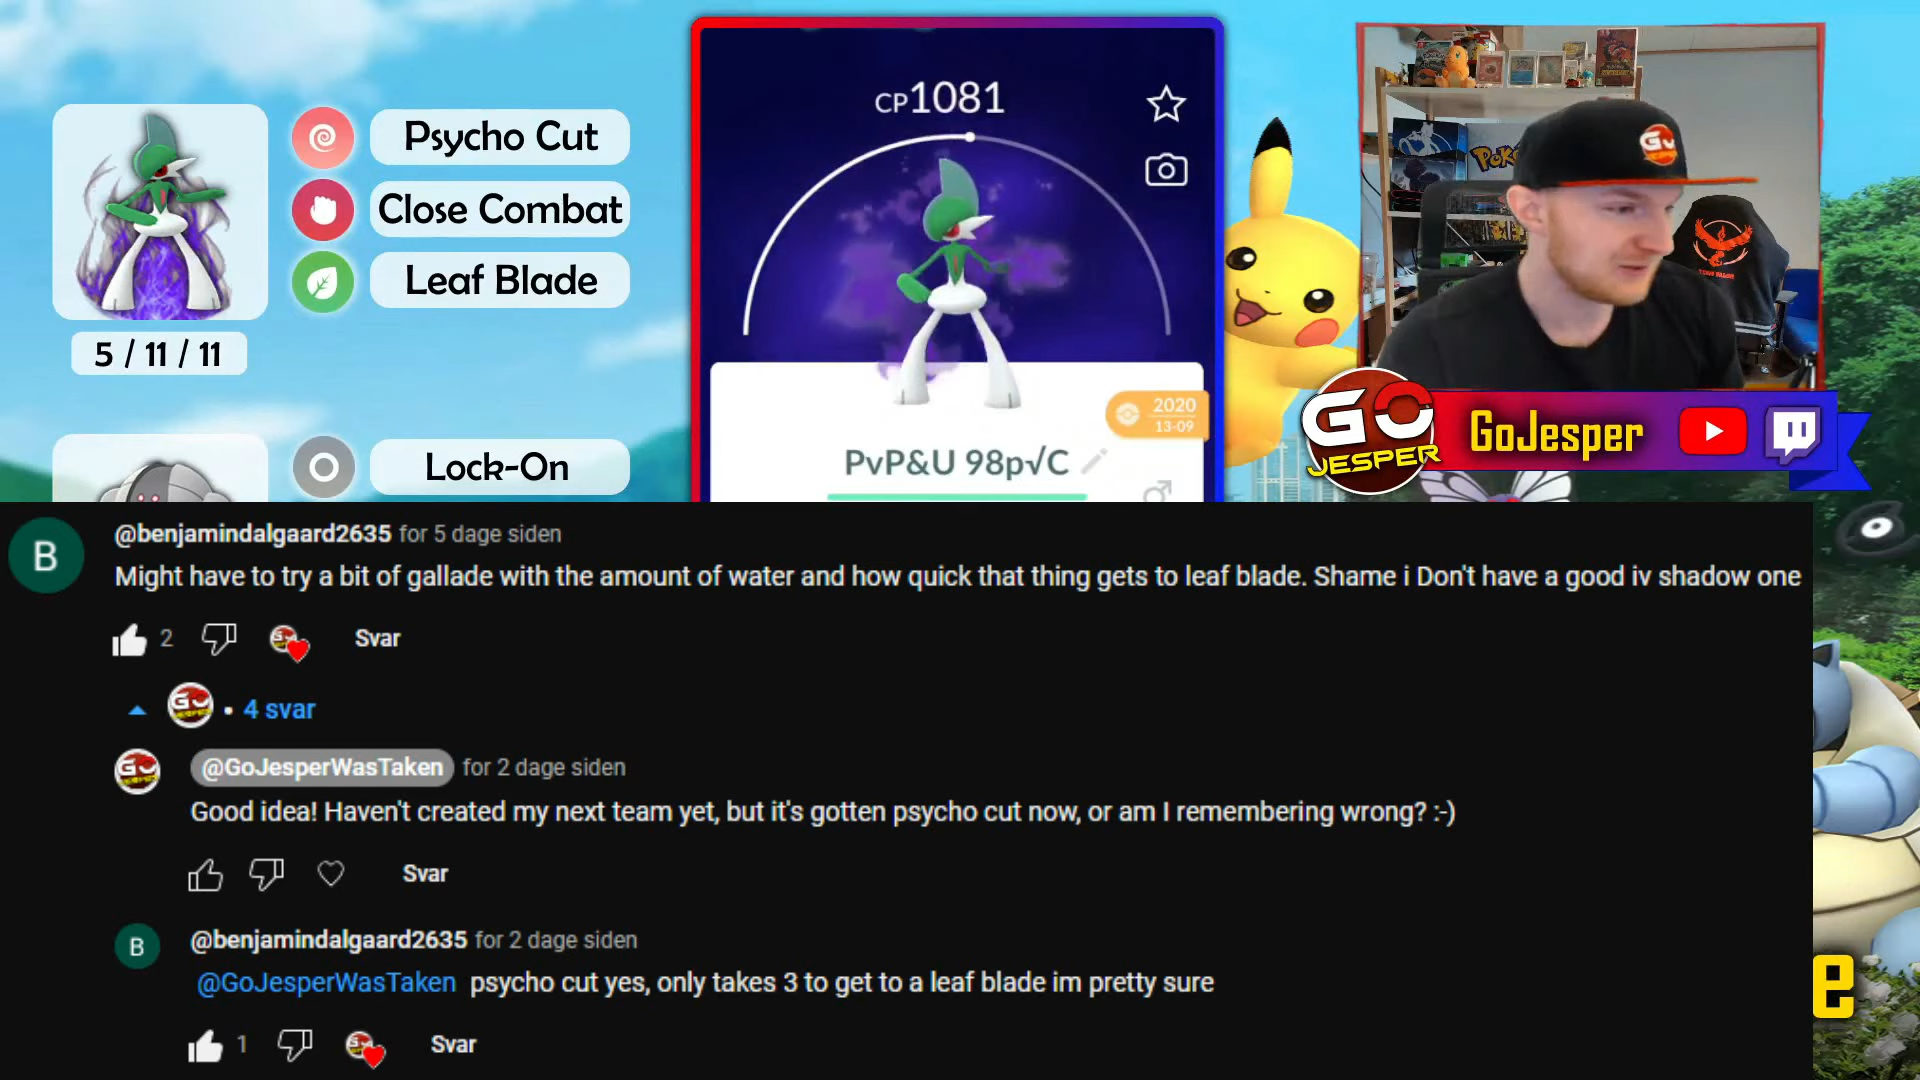 Psycho Cut
Close Combat
Leaf Blade
5 / 11 / 11
Lock-On
CP1081
2020
13-09
PvP&U 98p√C
GO
GO
JESPER
GoJesper
@benjamindalgaard2635 for 5 dage siden
Might have to try a bit of gallade with the amount of water and how quick that thing gets to leaf blade. Shame i Don't have a good iv shadow one
B
2
Svar
• 4 svar
@GoJesperWasTaken for 2 dage siden
Good idea! Haven't created my next team yet, but it's gotten psycho cut now, or am I remembering wrong? :-)
Svar
B
@benjamindalgaard2635 for 2 dage siden
@GoJesperWasTaken psycho cut yes, only takes 3 to get to a leaf blade im pretty sure
1
Svar
e